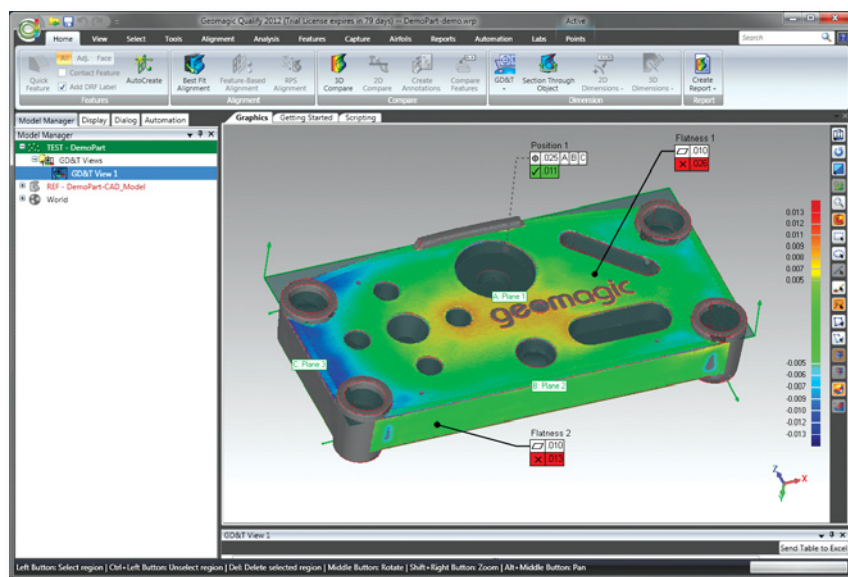 Geomagic Qualify 2012 (Trial License expires in 79 days) -- DemoPart-demo.wrp
Active
Home View Select Tools Alignment Analysis Features Capture Airfoils Reports Automation Labs Points
Search
Adj. Face
Contact Feature
Add DRF Label
Quick Feature
AutoCreate
Best Fit Alignment
Feature-Based Alignment
RPS Alignment
3D Compare
2D Compare
Create Annotations
Compare Features
GD&T
Section Through Object
2D Dimensions
3D Dimensions
Create Report
Features
Alignment
Compare
Dimension
Report
Model Manager Display Dialog Automation
Graphics Getting Started Scripting
Model Manager
TEST - DemoPart
GD&T Views
GD&T View 1
REF - DemoPart-CAD_Model
World
Position 1
.025 A B C
.011
Flatness 1
.010
.026
0.013
0.012
0.011
0.009
0.008
0.007
0.005
-0.005
-0.006
-0.007
-0.009
-0.010
-0.012
-0.013
A: Plane 1
geomagic
C: Plane 3
B: Plane 2
Flatness 2
.010
.013
Z
X
Y
GD&T View 1
Send Table to Excel
Left Button: Select region | Ctrl+Left Button: Unselect region | Del: Delete selected region | Middle Button: Rotate | Shift+Right Button: Zoom | Alt+Middle Button: Pan